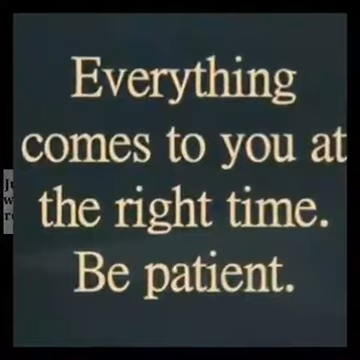 Everything
comes to you at
the right time.
Be patient.